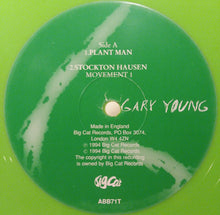 Side A
1.PLANT MAN
2.STOCKTON HAUSEN
MOVEMENT 1
GARY YOUNG
Made in England
Big Cat Records, PO Box 3074,
London W4 4ZN
℗ 1994 Big Cat Records
© 1994 Big Cat Records
The copyright in this recording
is owned by Big Cat Records
Big Cat
ABB71T